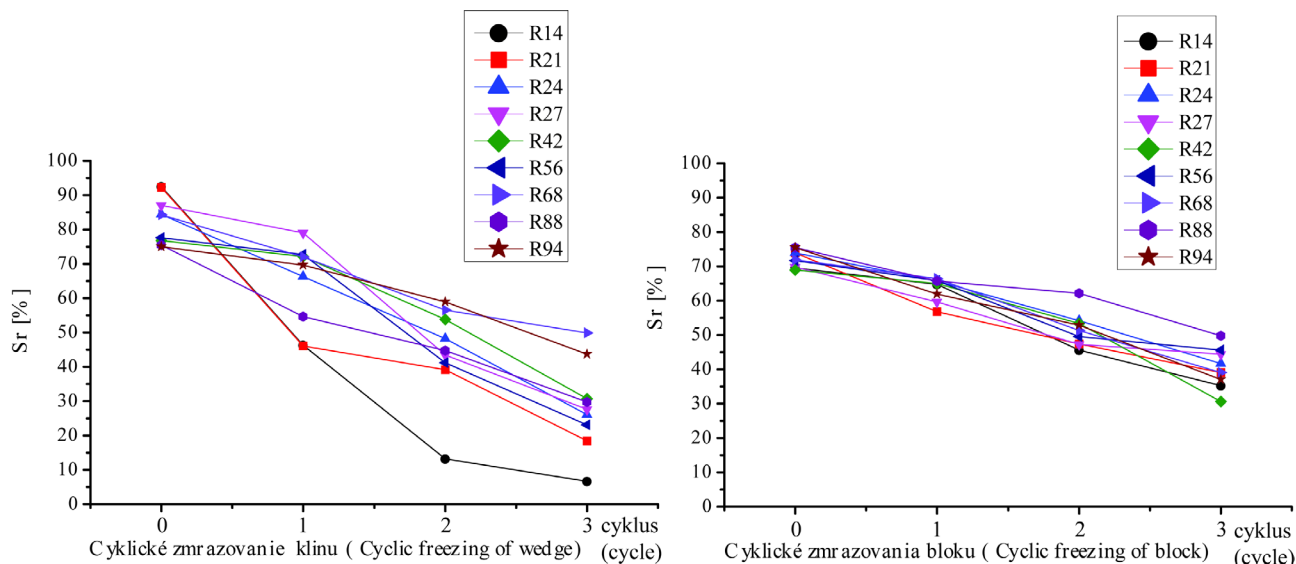 R14
R21
R24
R27
R42
R56
R68
R88
R94
100
90
80
70
60
50
40
30
20
10
0
Sr [%]
0 1 2 3 cyklus
Cyklické zmrazovanie klinu ( Cyclic freezing of wedge) (cycle)
R14
R21
R24
R27
R42
R56
R68
R88
R94
100
90
80
70
60
50
40
30
20
10
0
Sr [%]
0 1 2 3 cyklus
Cyklické zmrazovania bloku ( Cyclic freezing of block) (cycle)